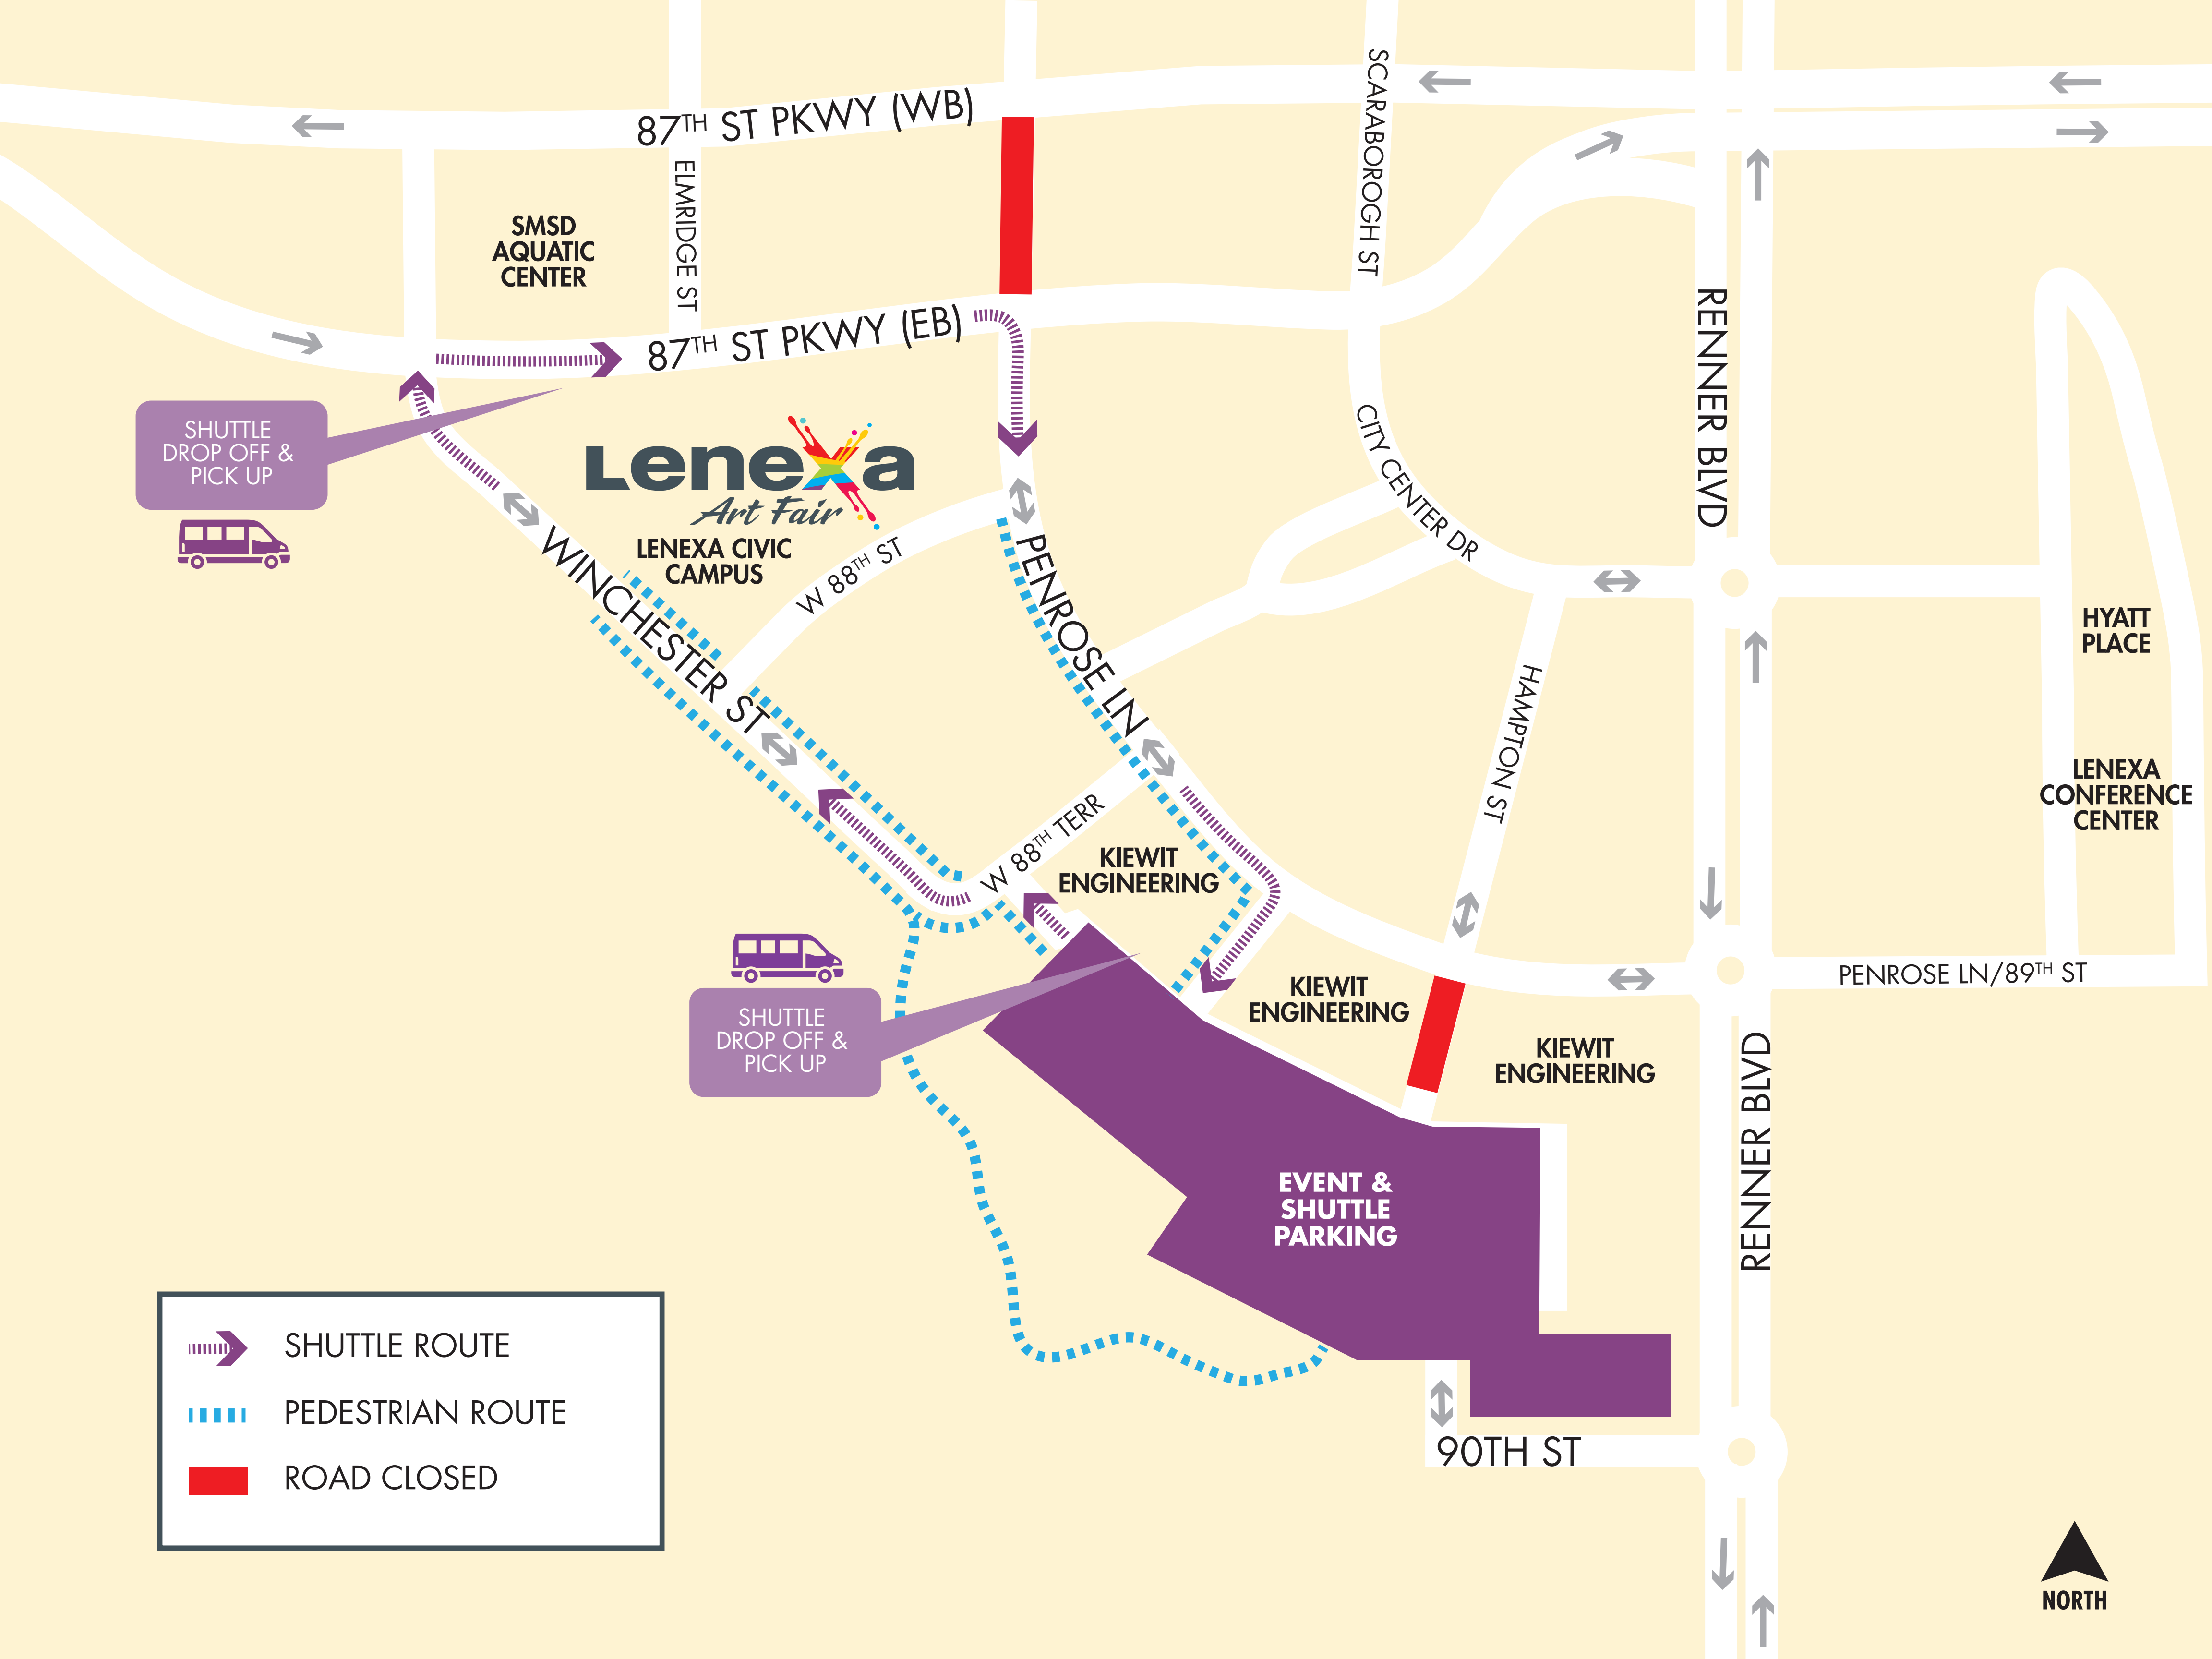 87TH ST PKWY (WB)
ELMRIDGE ST
SCARABOROGH ST
SMSD
AQUATIC
CENTER
87TH ST PKWY (EB)
RENNER BLVD
SHUTTLE
DROP OFF &
PICK UP
Lenexa
Art Fair
LENEXA CIVIC
CAMPUS
W 88TH ST
CITY CENTER DR
WINCHESTER ST
PENROSE LN
HYATT
PLACE
HAMPTON ST
LENEXA
CONFERENCE
CENTER
W 88TH TERR
KIEWIT
ENGINEERING
KIEWIT
ENGINEERING
PENROSE LN/89TH ST
SHUTTLE
DROP OFF &
PICK UP
KIEWIT
ENGINEERING
RENNER BLVD
EVENT &
SHUTTLE
PARKING
90TH ST
SHUTTLE ROUTE
PEDESTRIAN ROUTE
ROAD CLOSED
NORTH